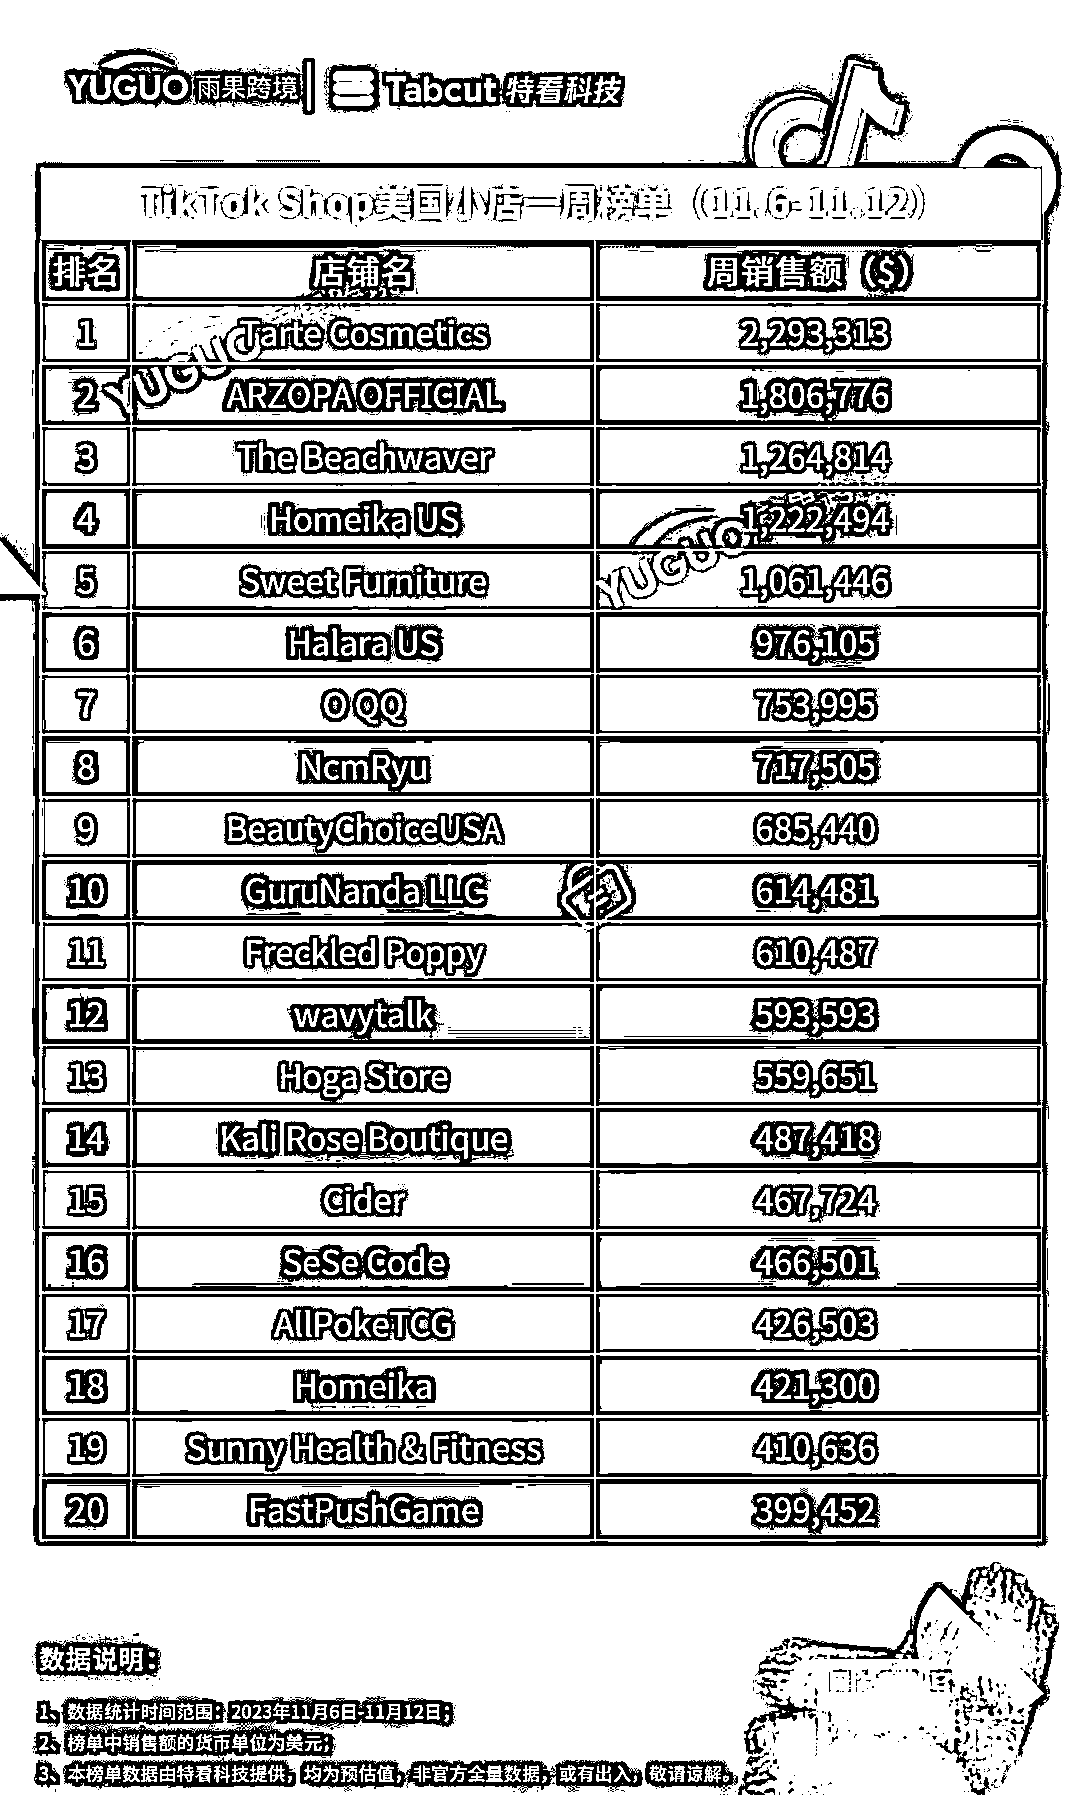 YUGUO 雨果跨境 | Tabcut 特看科技
TikTok Shop美国小店一周榜单（11.6-11.12）
排名 店铺名 周销售额（$）
1 Tarte Cosmetics 2,293,313
2 ARZOPA OFFICIAL 1,806,776
3 The Beachwaver 1,264,814
4 Homeika US 1,222,494
5 Sweet Furniture 1,061,446
6 Halara US 976,105
7 O QQ 753,995
8 NcmRyu 717,505
9 BeautyChoiceUSA 685,440
10 GuruNanda LLC 614,481
11 Freckled Poppy 610,487
12 wavytalk 593,593
13 Hoga Store 559,651
14 Kali Rose Boutique 487,418
15 Cider 467,724
16 SeSe Code 466,501
17 AllPokeTCG 426,503
18 Homeika 421,300
19 Sunny Health & Fitness 410,636
20 FastPushGame 399,452
YUGUO
YUGUO
数据说明：
1、数据统计时间范围：2023年11月6日-11月12日；
2、榜单中销售额的货币单位为美元；
3、本榜单数据由特看科技提供，均为预估值，非官方全量数据，或有出入，敬请谅解。